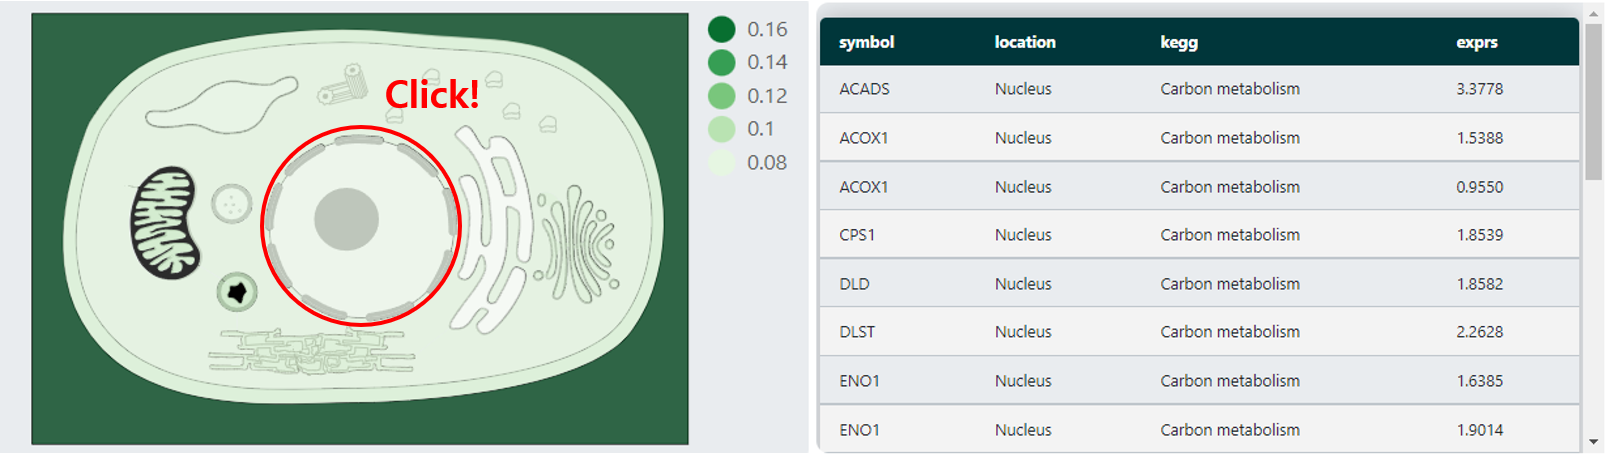 Click!
0.16
0.14
0.12
0.1
0.08
symbol location kegg exprs
ACADS Nucleus Carbon metabolism 3.3778
ACOX1 Nucleus Carbon metabolism 1.5388
ACOX1 Nucleus Carbon metabolism 0.9550
CPS1 Nucleus Carbon metabolism 1.8539
DLD Nucleus Carbon metabolism 1.8582
DLST Nucleus Carbon metabolism 2.2628
ENO1 Nucleus Carbon metabolism 1.6385
ENO1 Nucleus Carbon metabolism 1.9014